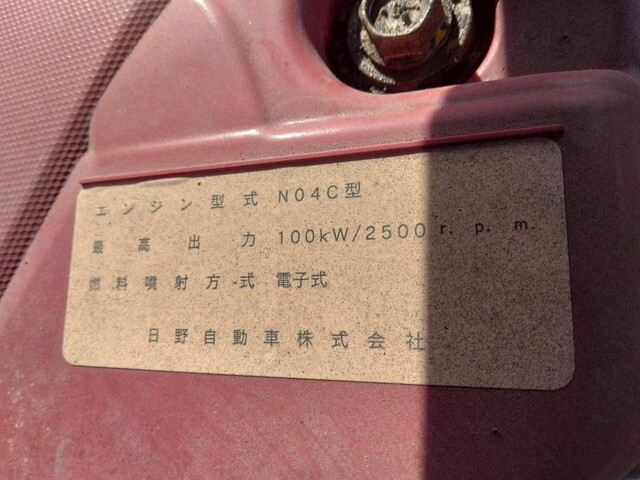 エンジン型式 N04C型
最高出力 100kW/2500r.p.m.
燃料噴射方式 電子式
日野自動車株式会社